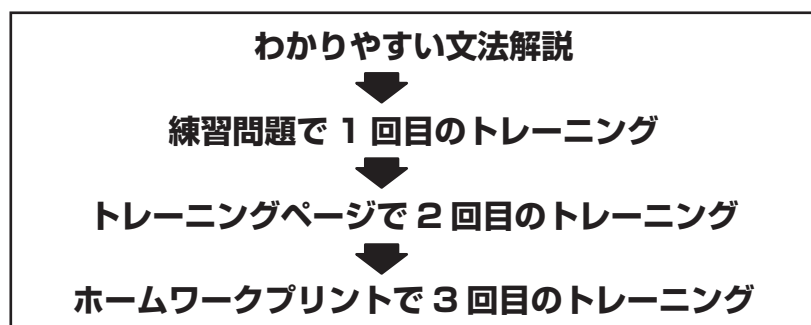 わかりやすい文法解説
練習問題で 1 回目のトレーニング
トレーニングページで 2 回目のトレーニング
ホームワークプリントで 3 回目のトレーニング